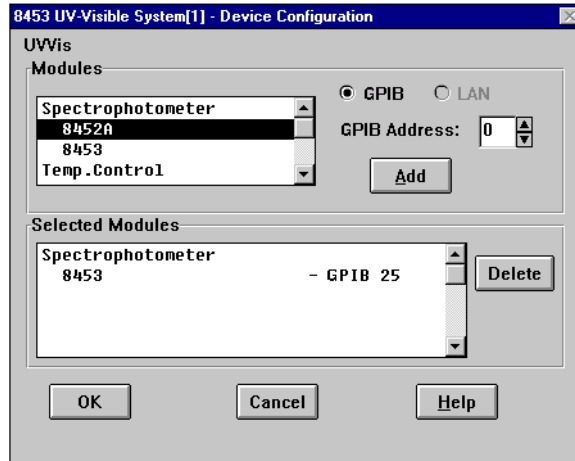 8453 UV-Visible System[1] - Device Configuration
UVVis
Modules
Spectrophotometer
8452A
8453
Temp.Control
GPIB LAN
GPIB Address: 0
Add
Selected Modules
Spectrophotometer
8453 - GPIB 25
Delete
OK Cancel Help